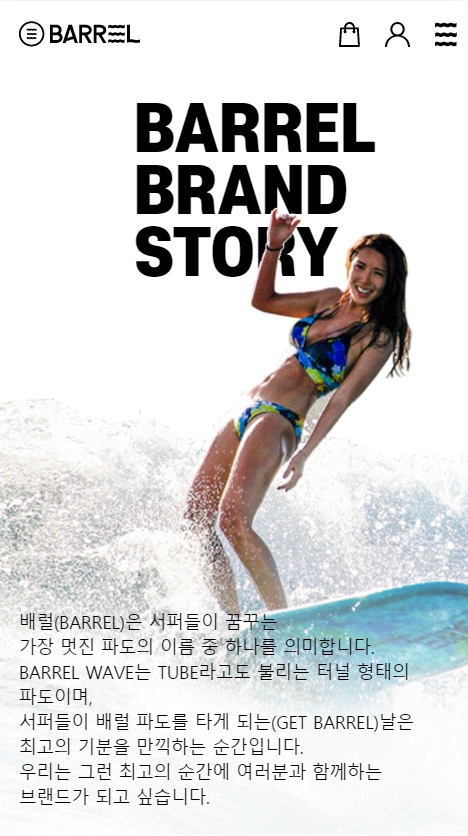 BARREL
BARREL
BRAND
STORY
배럴(BARREL)은 서퍼들이 꿈꾸는
가장 멋진 파도의 이름 중 하나를 의미합니다.
BARREL WAVE는 TUBE라고도 불리는 터널 형태의
파도이며,
서퍼들이 배럴 파도를 타게 되는(GET BARREL)날은
최고의 기분을 만끽하는 순간입니다.
우리는 그런 최고의 순간에 여러분과 함께하는
브랜드가 되고 싶습니다.